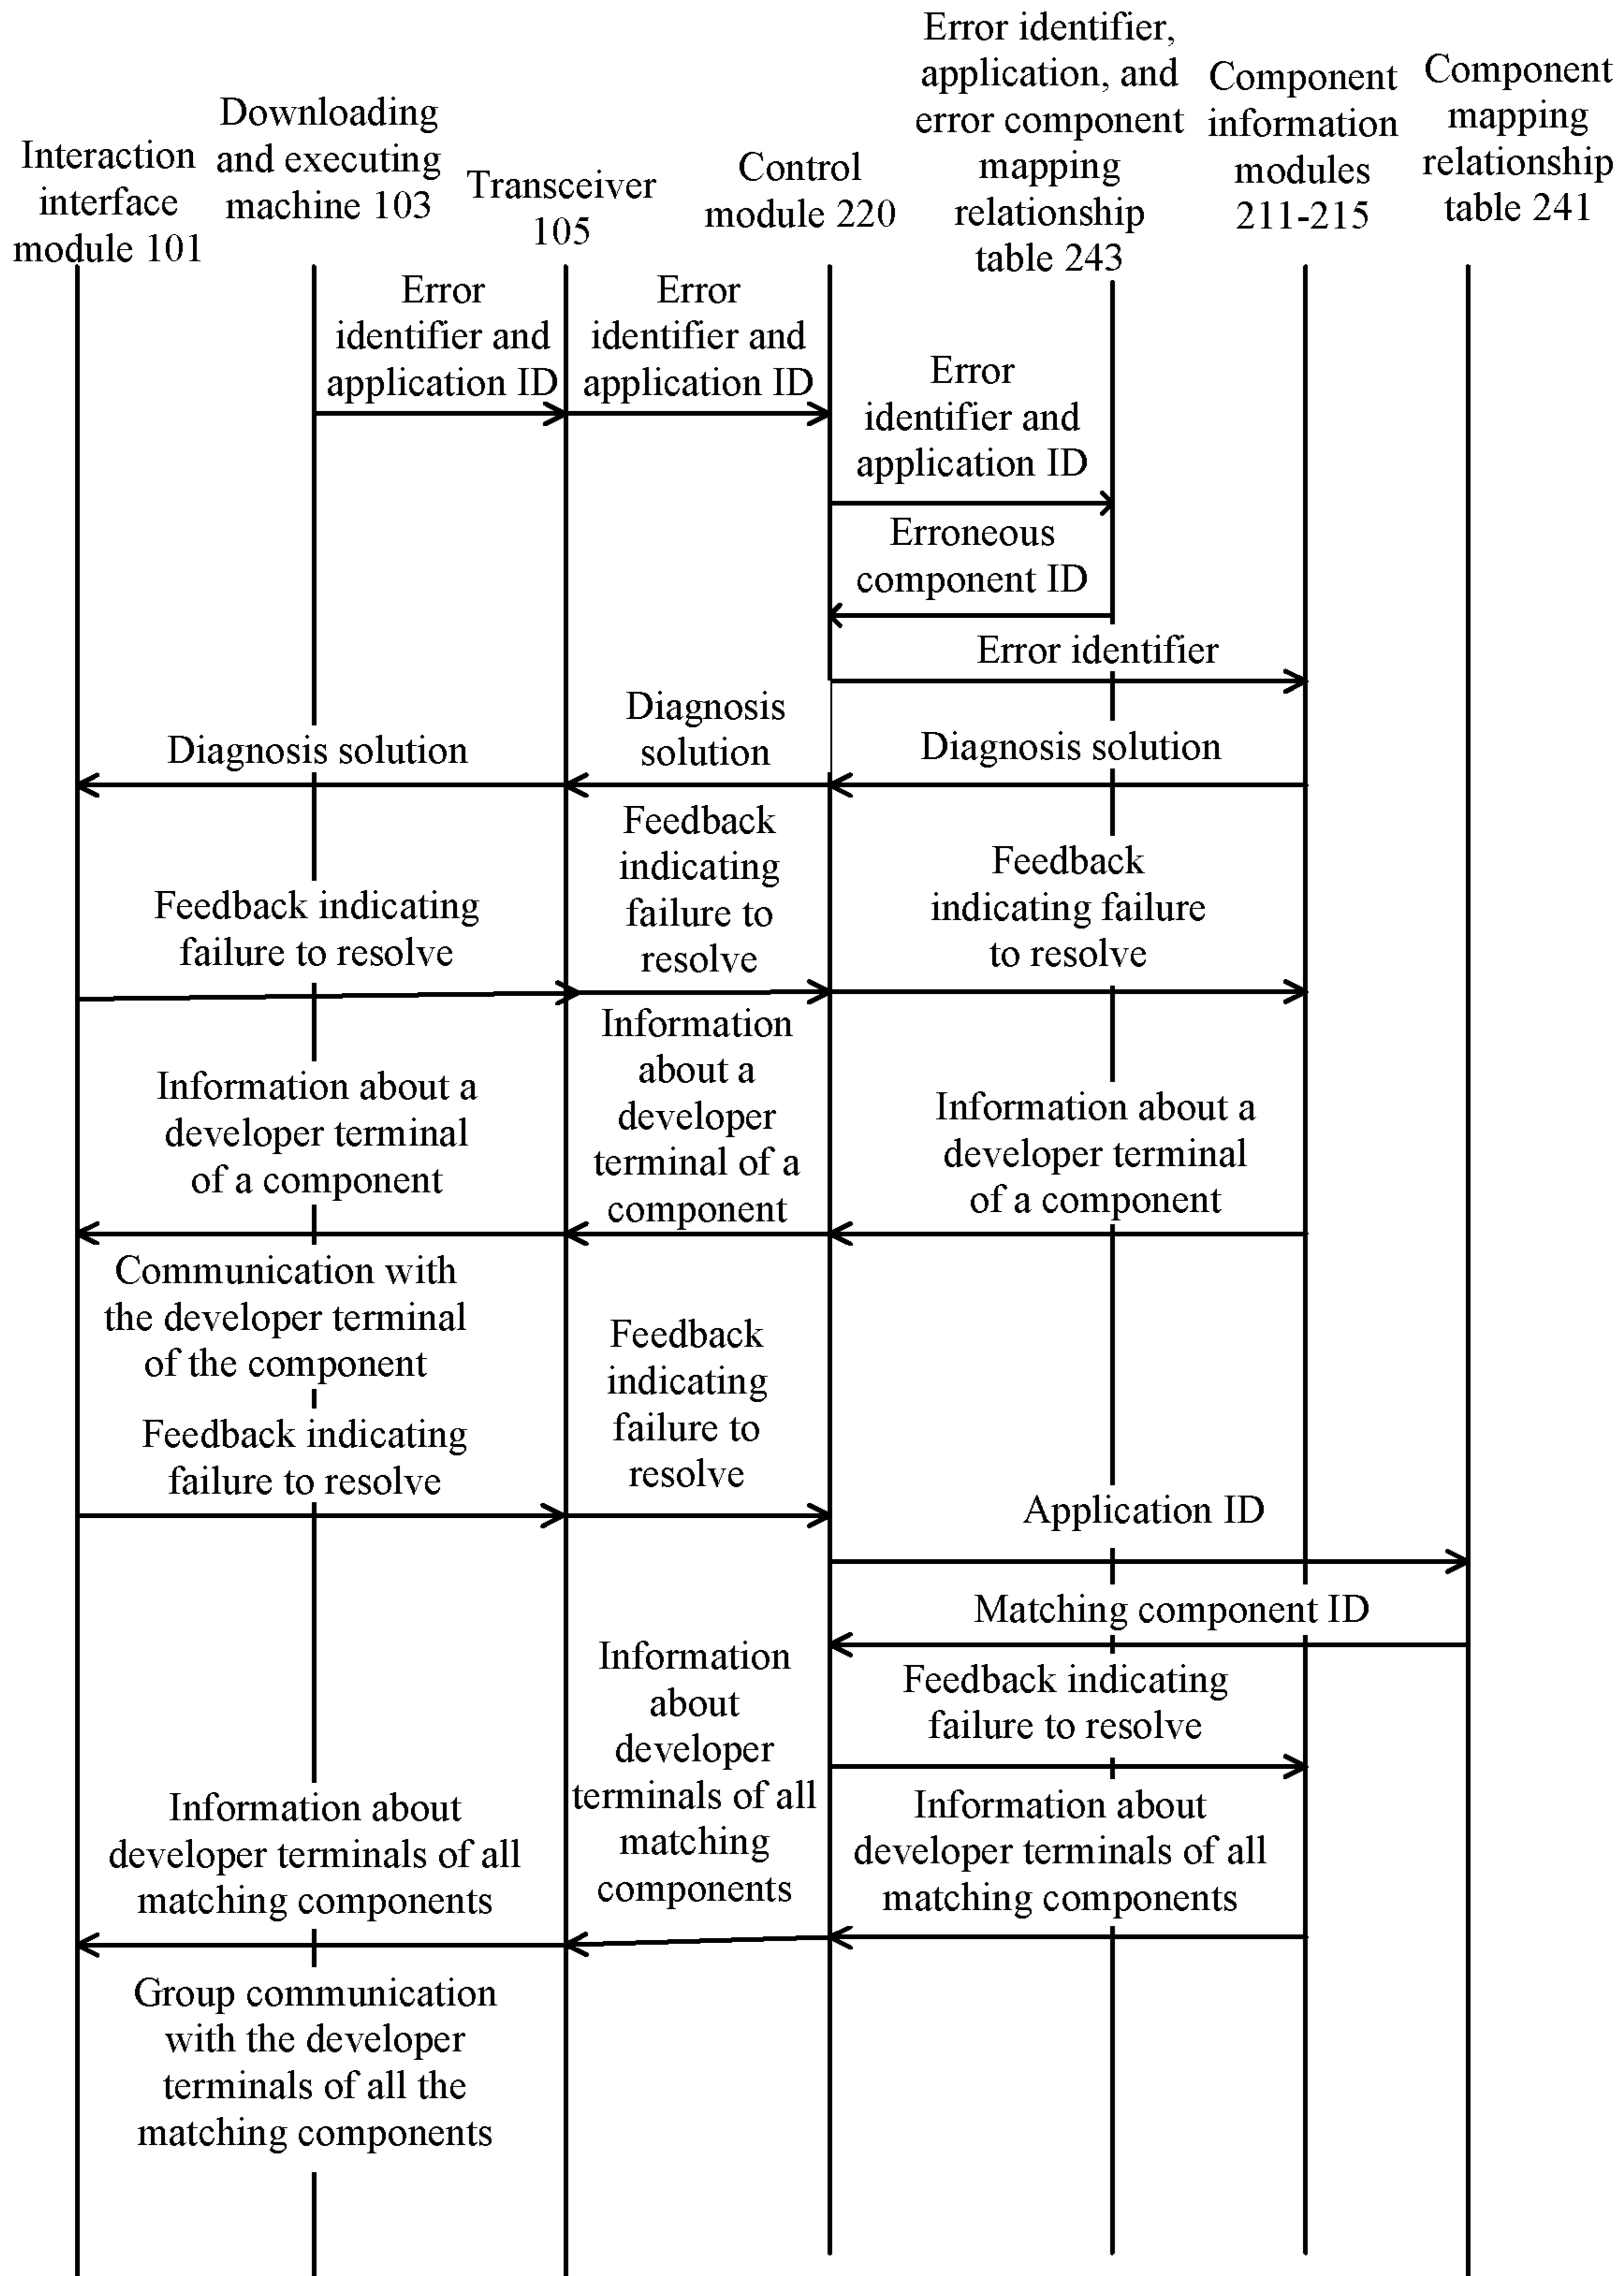 Interaction
interface
module 101
Downloading
and executing
machine 103
Transceiver
105
Control
module 220
Error identifier,
application, and
error component
mapping
relationship
table 243
Component
information
modules
211-215
Component
mapping
relationship
table 241
Error
identifier and
application ID
Error
identifier and
application ID
Error
identifier and
application ID
Erroneous
component ID
Error identifier
Diagnosis solution
Diagnosis
solution
Diagnosis solution
Feedback indicating
failure to resolve
Feedback
indicating
failure to
resolve
Feedback
indicating failure
to resolve
Information about a
developer terminal
of a component
Information
about a
developer
terminal of a
component
Information about a
developer terminal
of a component
Communication with
the developer terminal
of the component
Feedback indicating
failure to resolve
Feedback
indicating
failure to
resolve
Application ID
Matching component ID
Feedback indicating
failure to resolve
Information about
developer terminals of all
matching components
Information
about
developer
terminals of all
matching
components
Information about
developer terminals of all
matching components
Group communication
with the developer
terminals of all the
matching components